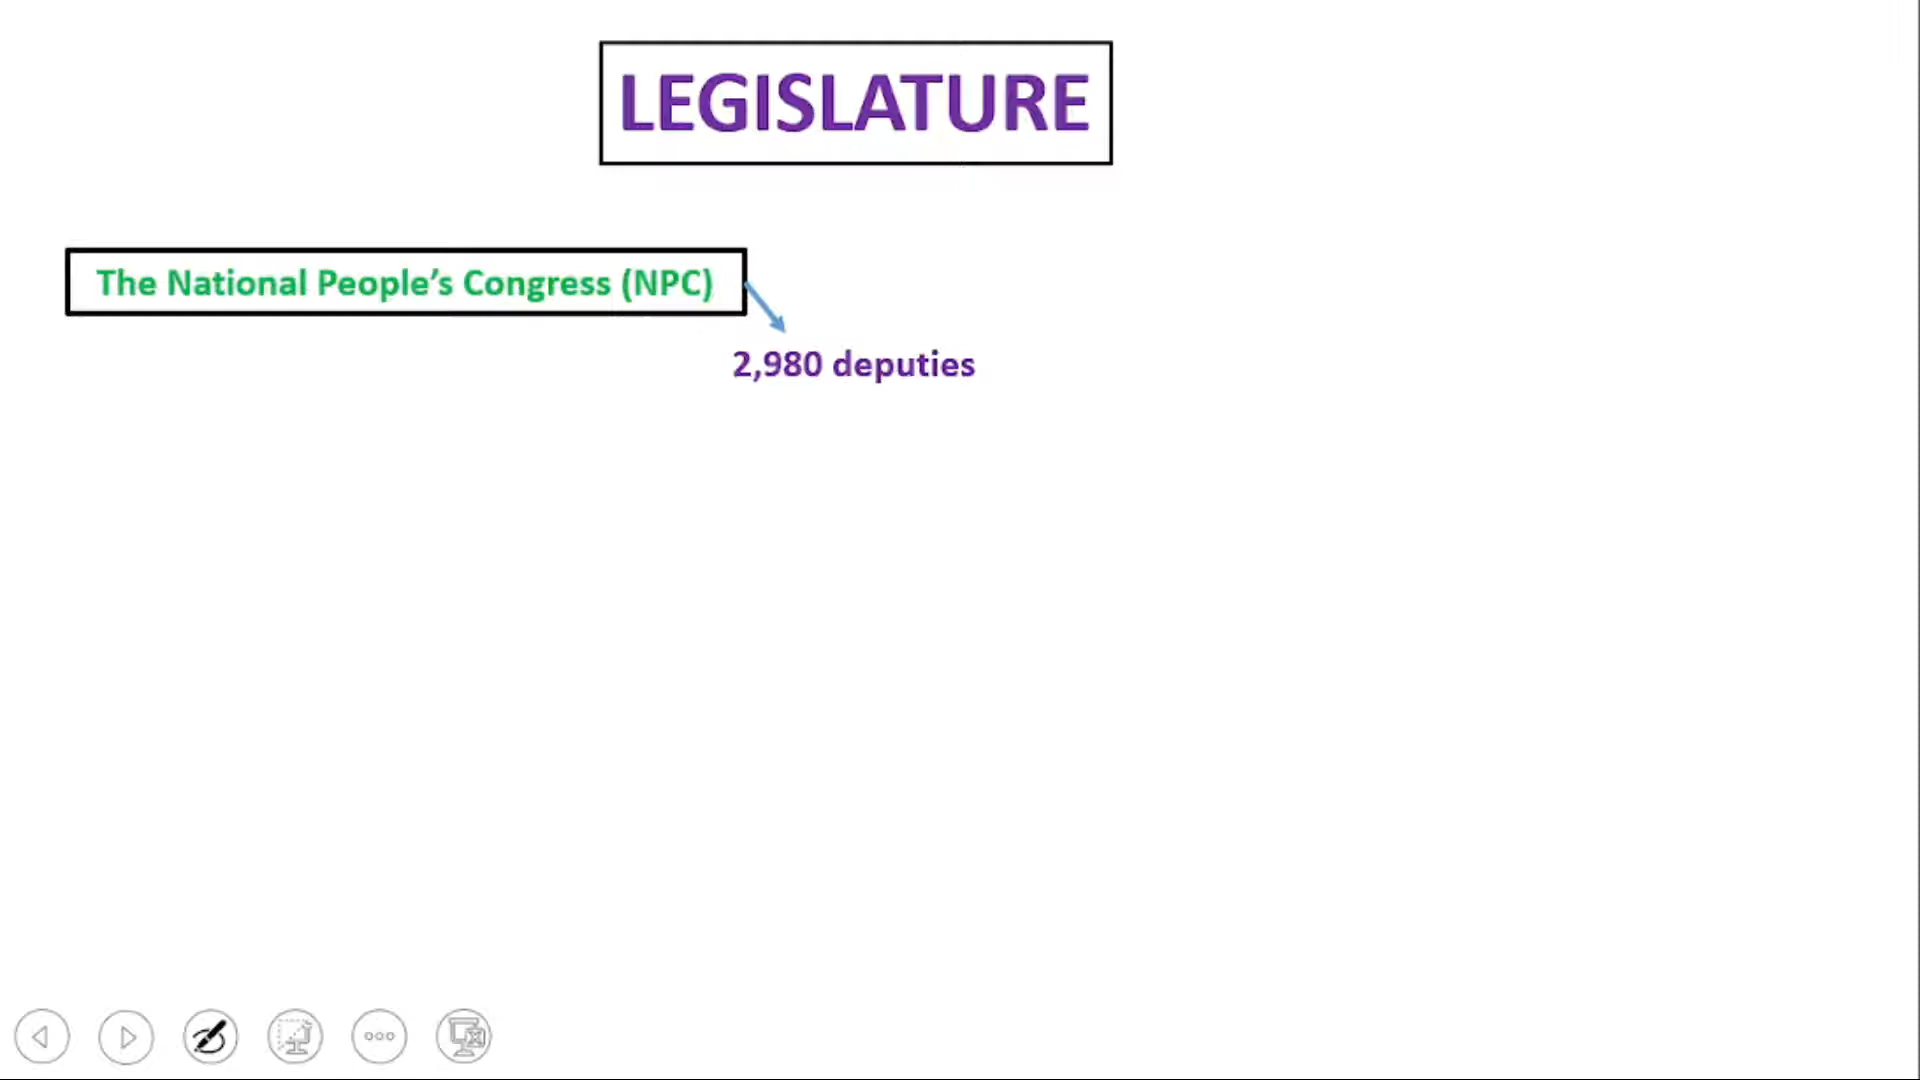 LEGISLATURE
The National People’s Congress (NPC)
2,980 deputies